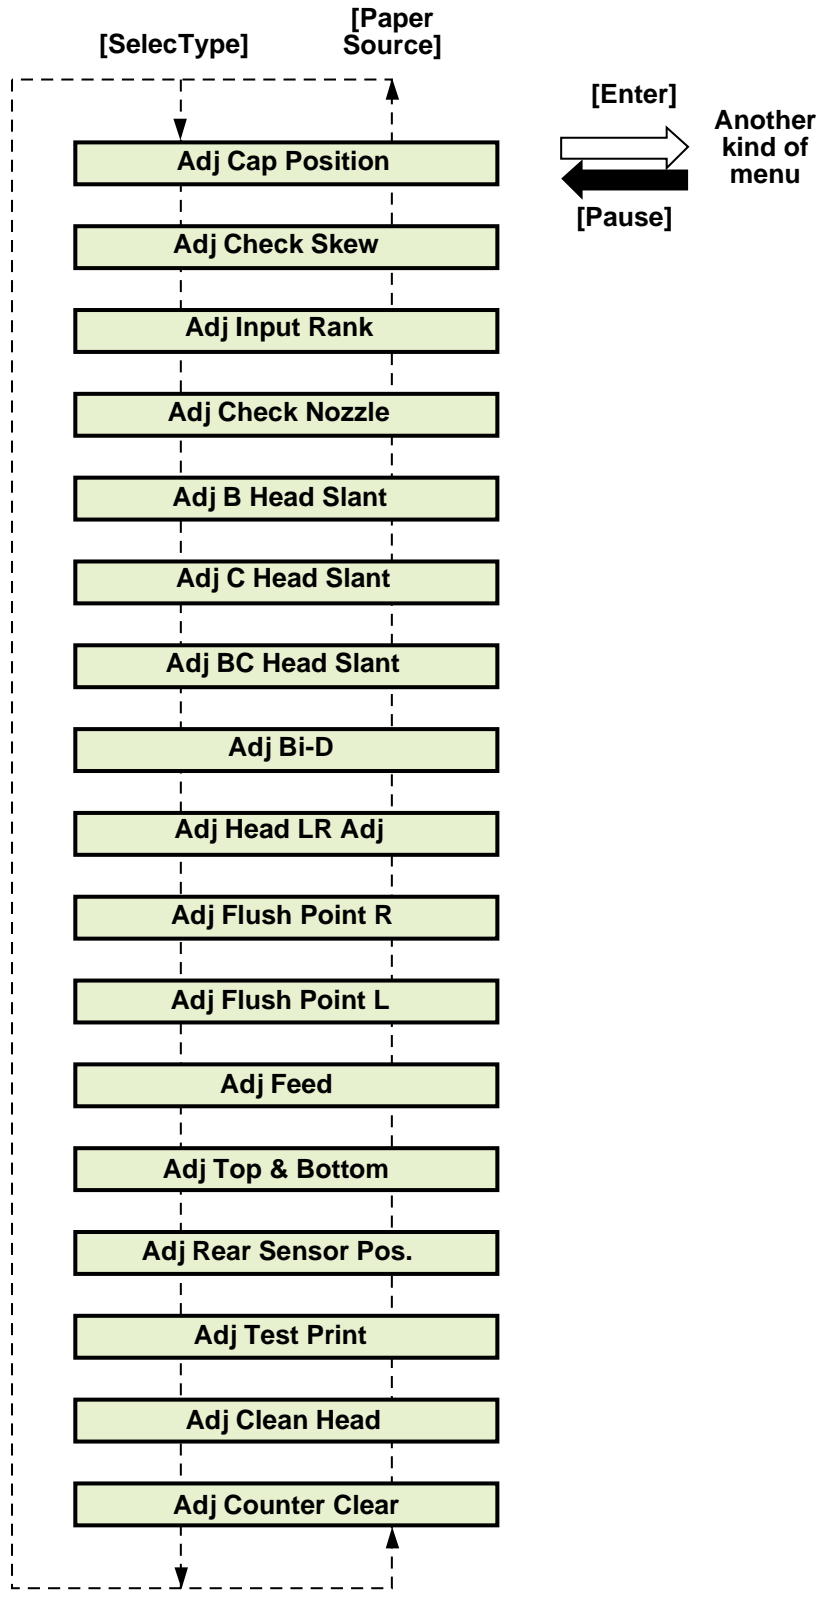 [SelecType]
[Paper
Source]
[Enter]
Another
kind of
menu
[Pause]
Adj Cap Position
Adj Check Skew
Adj Input Rank
Adj Check Nozzle
Adj B Head Slant
Adj C Head Slant
Adj BC Head Slant
Adj Bi-D
Adj Head LR Adj
Adj Flush Point R
Adj Flush Point L
Adj Feed
Adj Top & Bottom
Adj Rear Sensor Pos.
Adj Test Print
Adj Clean Head
Adj Counter Clear